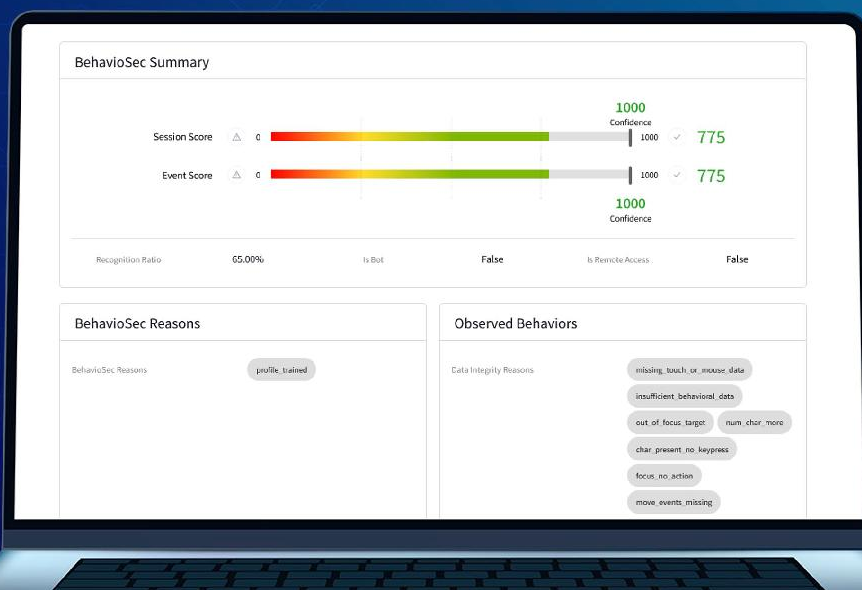 BehavioSec Summary
1000
Confidence
Session Score 0 1000 775
Event Score 0 1000 775
1000
Confidence
Recognition Ratio 65.00% Is Bot False Is Remote Access False
BehavioSec Reasons
BehavioSec Reasons profile_trained
Observed Behaviors
Data Integrity Reasons missing_touch_or_mouse_data
insufficient_behavioral_data
out_of_focus_target num_char_more
char_present_no_keypress
focus_no_action
move_events_missing